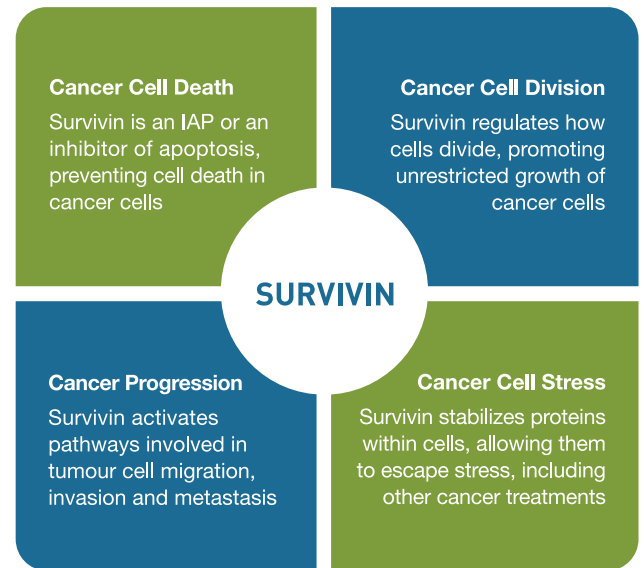 Cancer Cell Death
Survivin is an IAP or an
inhibitor of apoptosis,
preventing cell death in
cancer cells
Cancer Cell Division
Survivin regulates how
cells divide, promoting
unrestricted growth of
cancer cells
SURVIVIN
Cancer Progression
Survivin activates
pathways involved in
tumour cell migration,
invasion and metastasis
Cancer Cell Stress
Survivin stabilizes proteins
within cells, allowing them
to escape stress, including
other cancer treatments